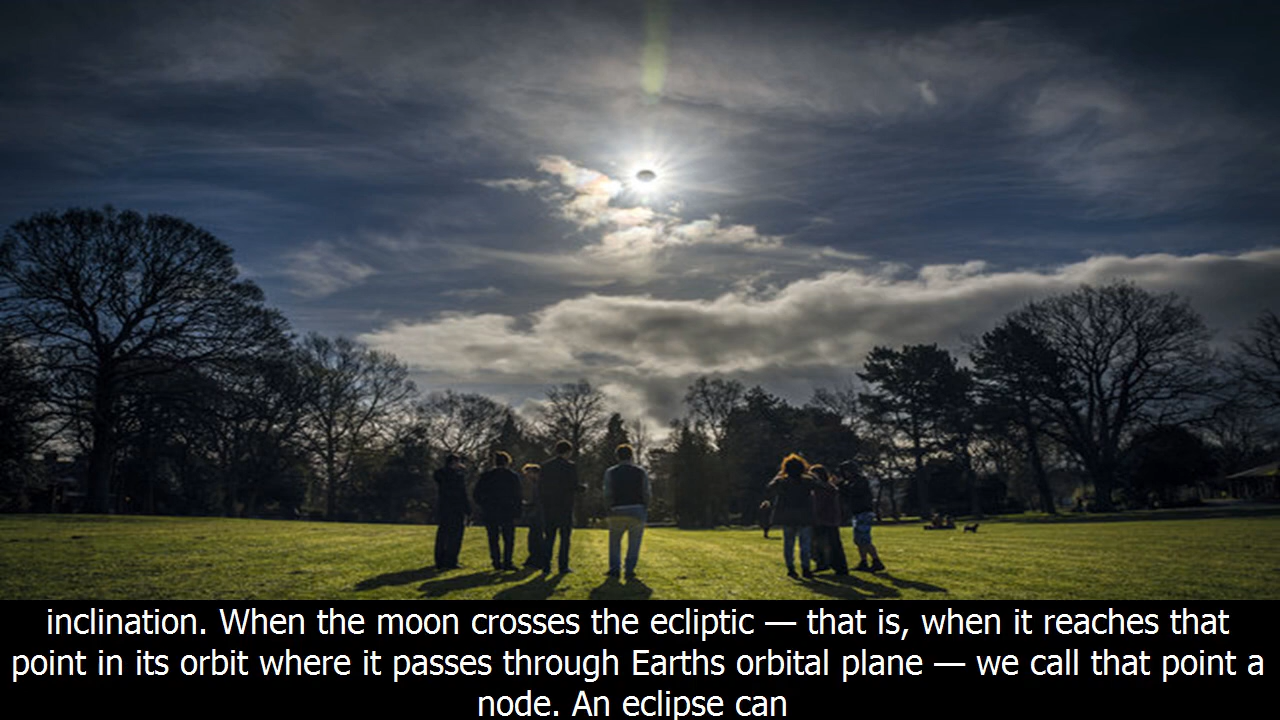 inclination. When the moon crosses the ecliptic — that is, when it reaches that
point in its orbit where it passes through Earths orbital plane — we call that point a
node. An eclipse can